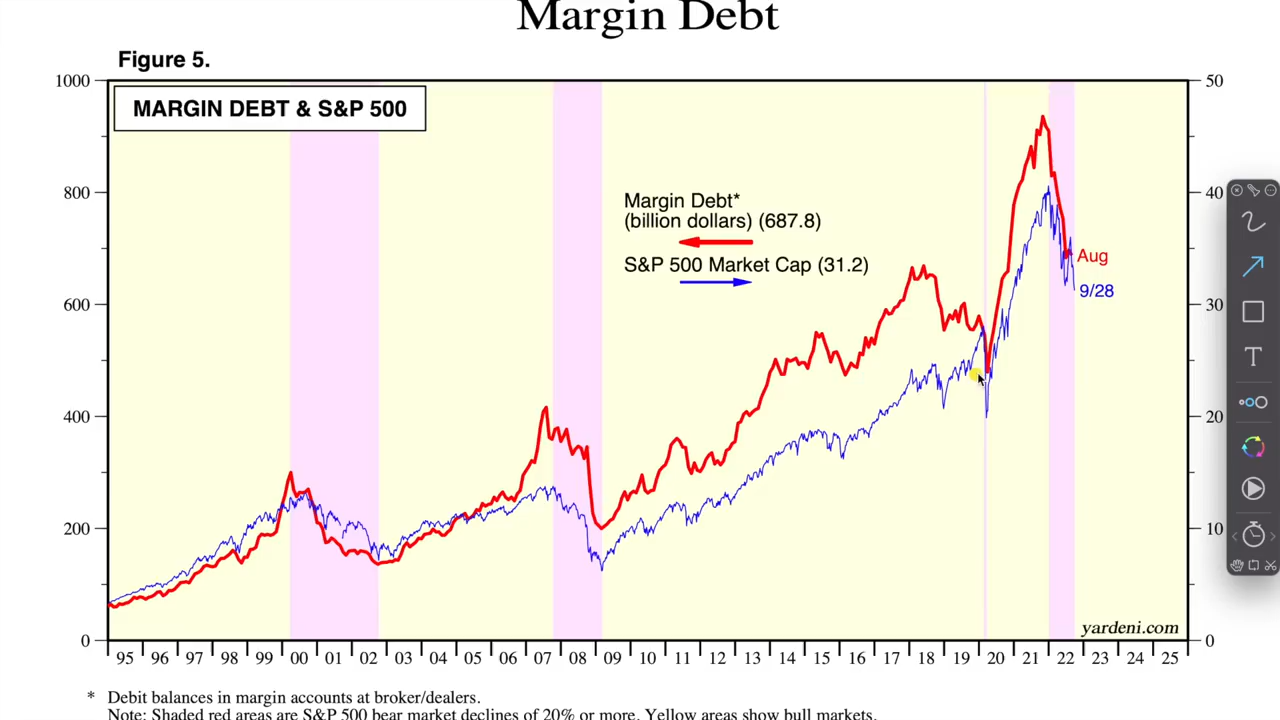 Margin Debt
Figure 5.
MARGIN DEBT & S&P 500
1000
800
600
400
200
0
50
40
30
20
10
0
Margin Debt*
(billion dollars) (687.8)
S&P 500 Market Cap (31.2)
Aug
9/28
yardeni.com
95 96 97 98 99 00 01 02 03 04 05 06 07 08 09 10 11 12 13 14 15 16 17 18 19 20 21 22 23 24 25
* Debit balances in margin accounts at broker/dealers.
Note: Shaded red areas are S&P 500 bear market declines of 20% or more. Yellow areas show bull markets.
T